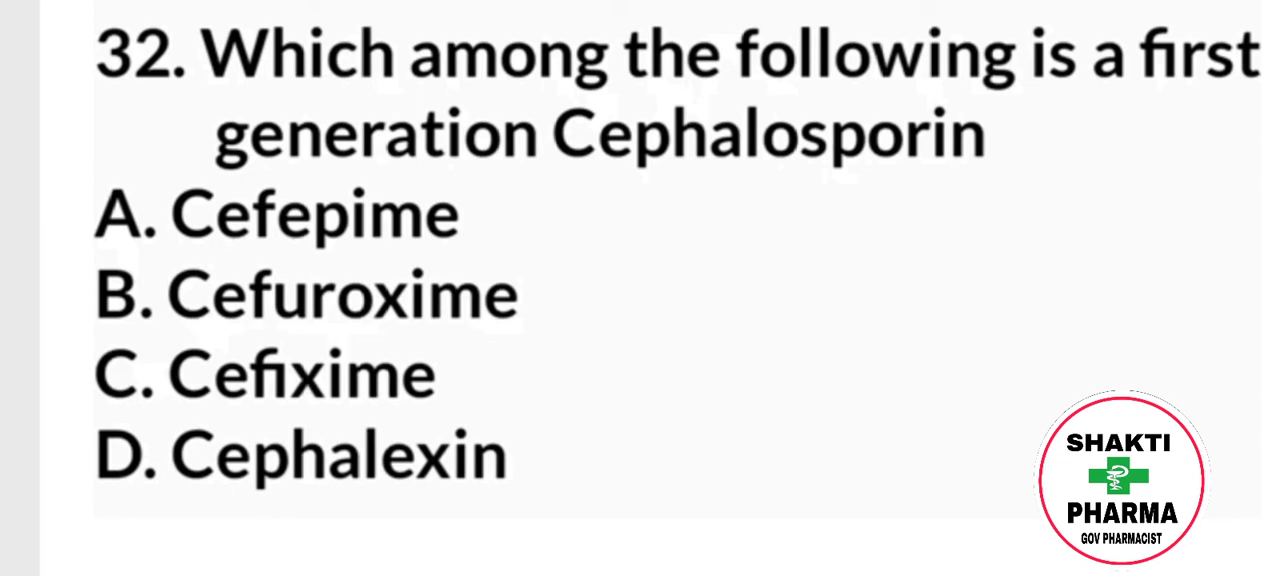 32. Which among the following is a first
generation Cephalosporin
A. Cefepime
B. Cefuroxime
C. Cefixime
D. Cephalexin
SHAKTI
PHARMA
GOV PHARMACIST